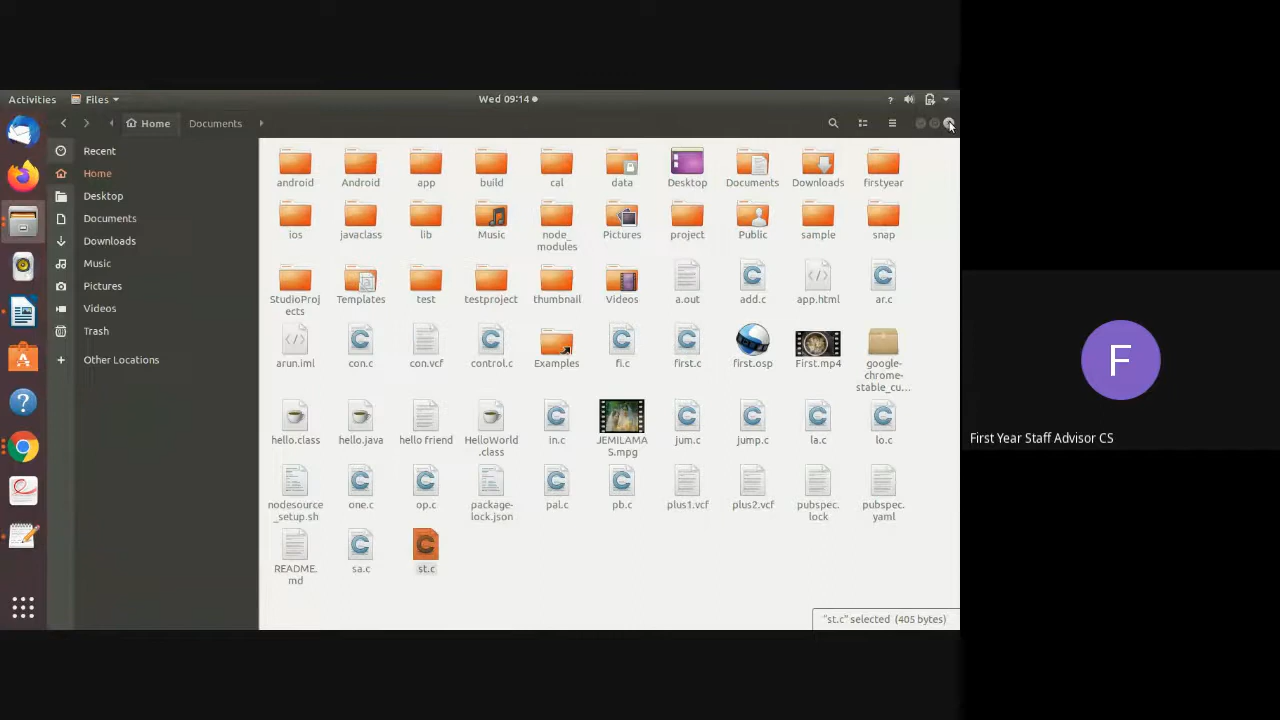 Activities
Files
Wed 09:14
?
Home
Documents
Recent
Home
Desktop
Documents
Downloads
Music
Pictures
Videos
Trash
Other Locations
android
Android
app
build
cal
data
Desktop
Documents
Downloads
firstyear
ios
javaclass
lib
Music
node_
modules
Pictures
project
Public
sample
snap
StudioProj
ects
Templates
test
testproject
thumbnail
Videos
a.out
add.c
app.html
ar.c
arun.iml
con.c
con.vcf
control.c
Examples
fi.c
first.c
first.osp
First.mp4
google-
chrome-
stable_cu...
hello.class
hello.java
hello friend
HelloWorld
.class
in.c
JEMILAMA
S.mpg
jum.c
jump.c
la.c
lo.c
nodesource
_setup.sh
one.c
op.c
package-
lock.json
pal.c
pb.c
plus1.vcf
plus2.vcf
pubspec.
lock
pubspec.
yaml
README.
md
sa.c
st.c
"st.c" selected (405 bytes)
F
First Year Staff Advisor CS